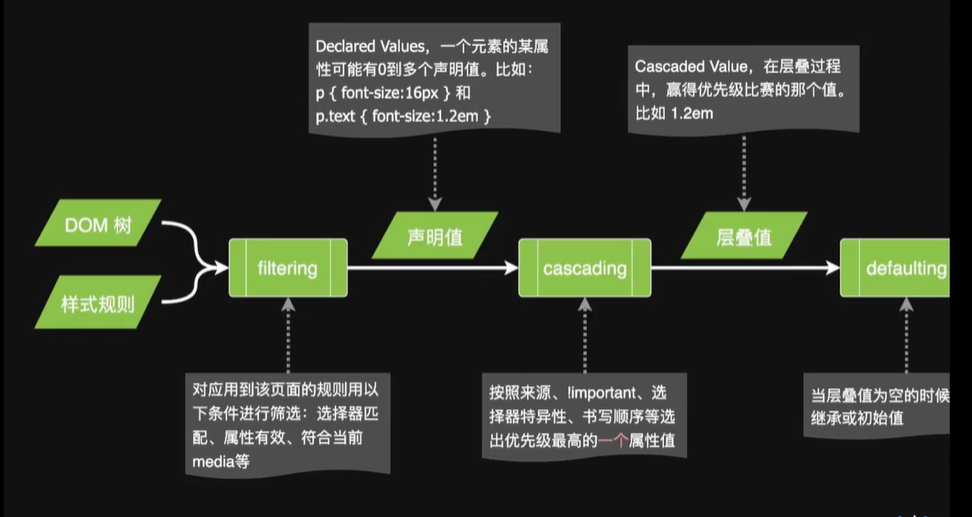 Declared Values，一个元素的某属
性可能有0到多个声明值。比如：
p { font-size:16px } 和
p.text { font-size:1.2em }
Cascaded Value，在层叠过程
中，赢得优先级比赛的那个值。
比如 1.2em
DOM 树
样式规则
filtering
声明值
cascading
层叠值
defaulting
对应用到该页面的规则用以
下条件进行筛选：选择器匹
配、属性有效、符合当前
media等
按照来源、!important、选
择器特异性、书写顺序等选
出优先级最高的一个属性值
当层叠值为空的时候
继承或初始值